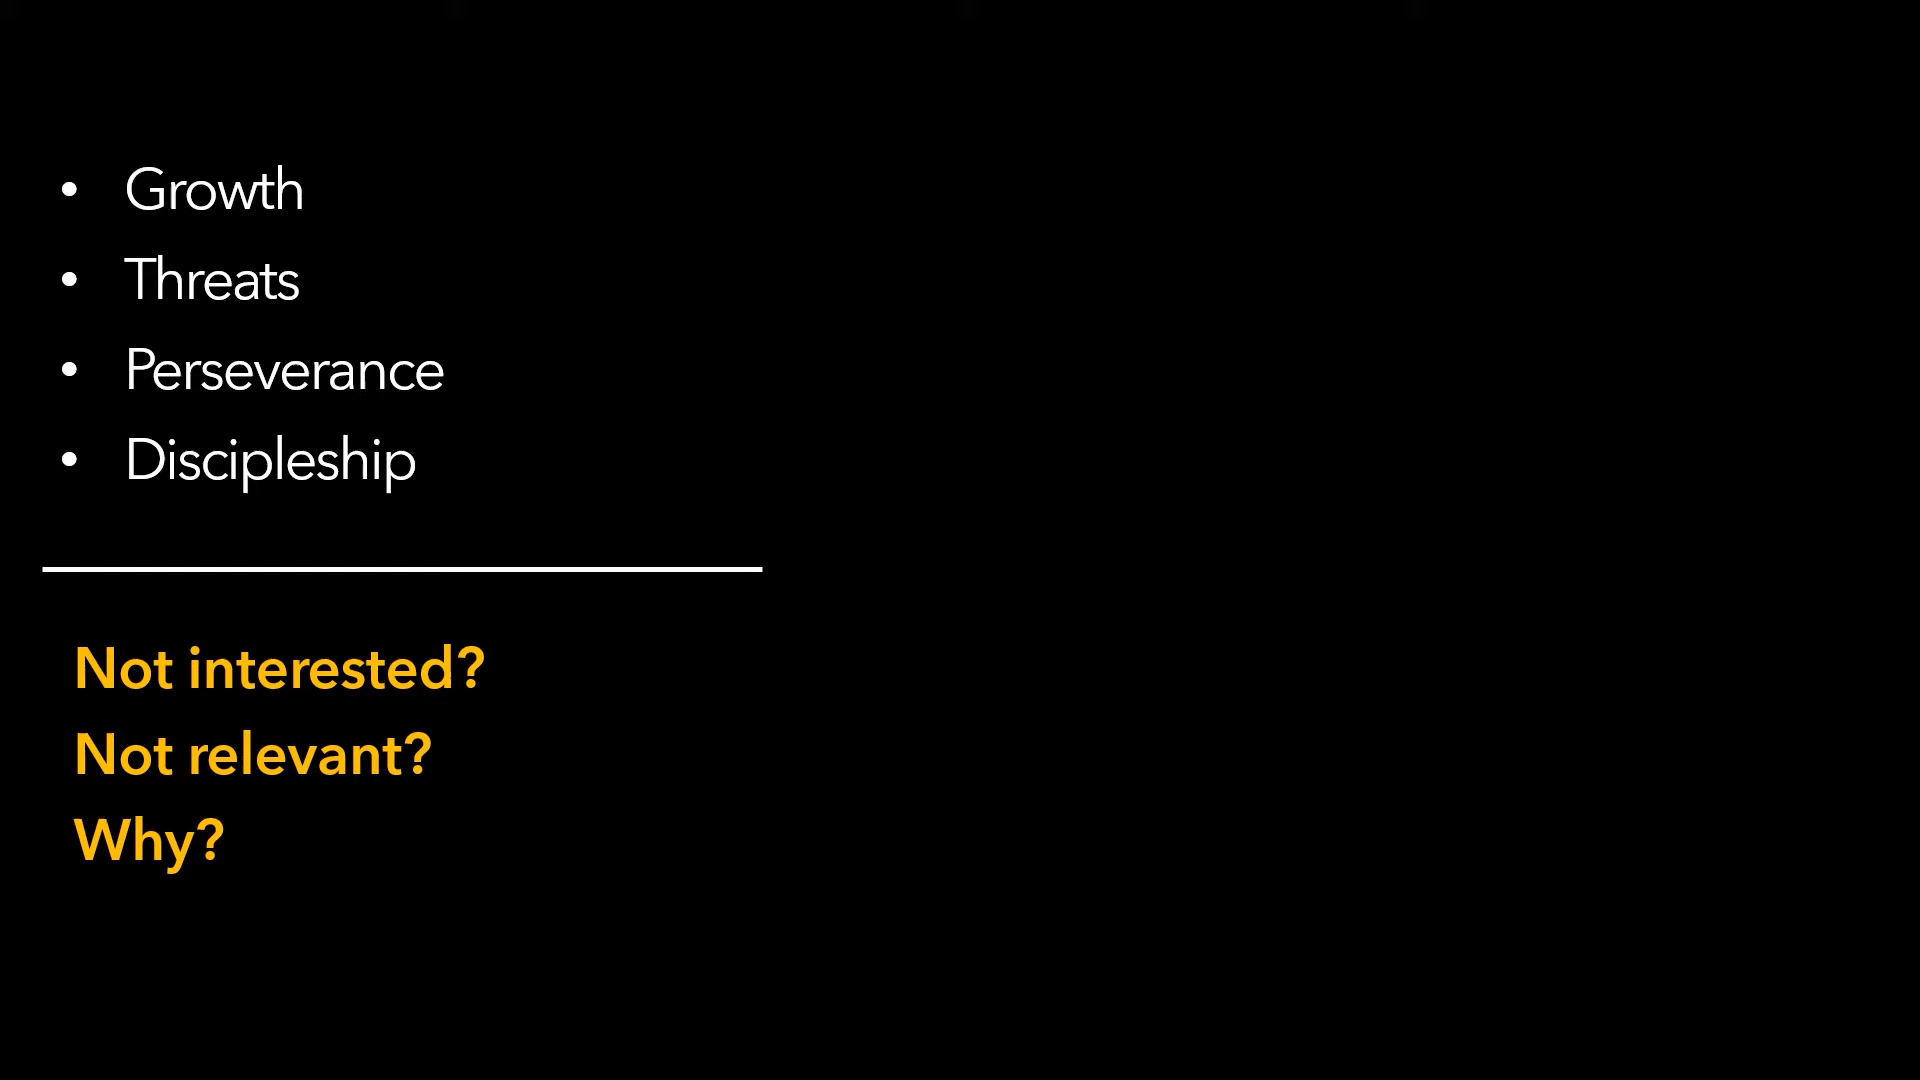 • Growth
• Threats
• Perseverance
• Discipleship
Not interested?
Not relevant?
Why?